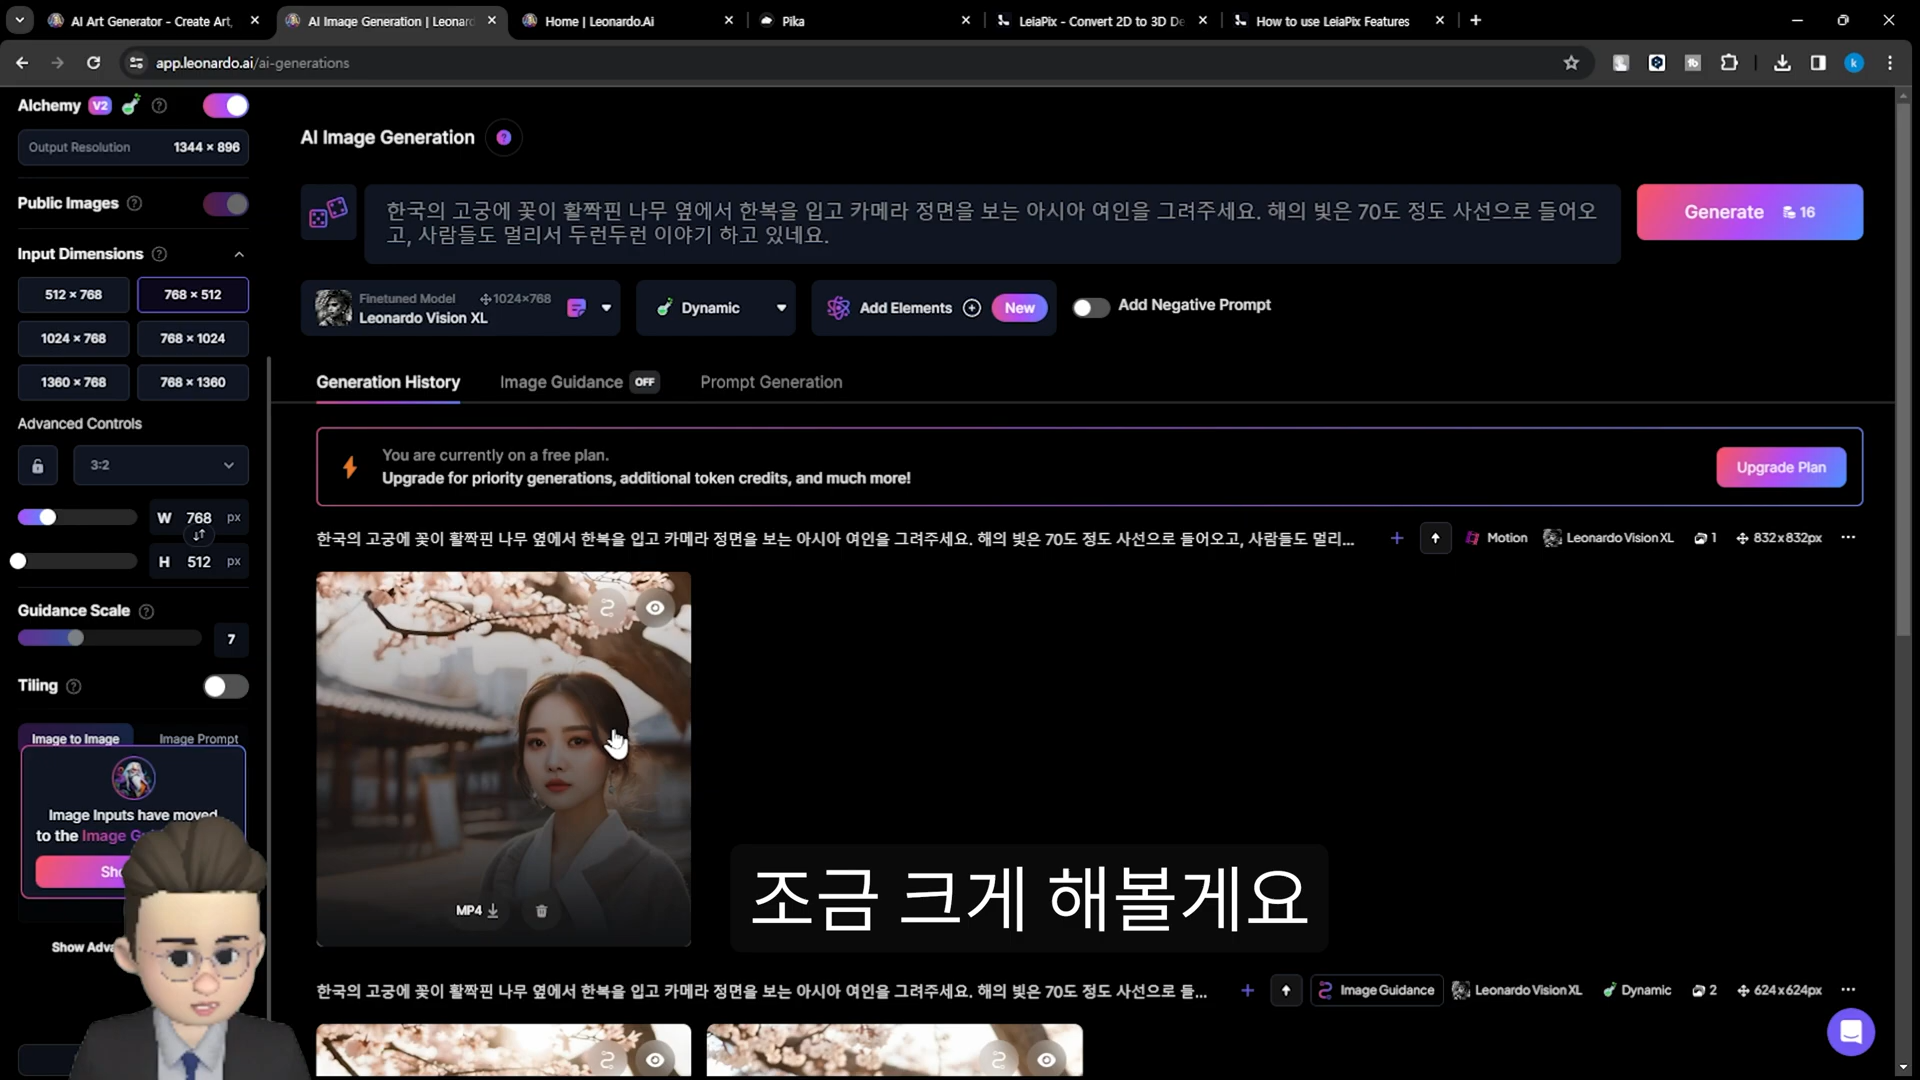 AI Art Generator - Create Art,
AI Image Generation | Leonard
Home | Leonardo.Ai
Pika
LeiaPix - Convert 2D to 3D De
How to use LeiaPix Features
app.leonardo.ai/ai-generations
k
Alchemy V2
Output Resolution 1344 × 896
Public Images
Input Dimensions
512 × 768 768 × 512
1024 × 768 768 × 1024
1360 × 768 768 × 1360
Advanced Controls
3:2
W 768 px
H 512 px
Guidance Scale
7
Tiling
Image to Image Image Prompt
Image Inputs have moved
to the Image G
Sho
Show Adva
AI Image Generation
한국의 고궁에 꽃이 활짝핀 나무 옆에서 한복을 입고 카메라 정면을 보는 아시아 여인을 그려주세요. 해의 빛은 70도 정도 사선으로 들어오
고, 사람들도 멀리서 두런두런 이야기 하고 있네요.
Generate 16
Finetuned Model 1024×768
Leonardo Vision XL
Dynamic
Add Elements New
Add Negative Prompt
Generation History
Image Guidance OFF
Prompt Generation
You are currently on a free plan.
Upgrade for priority generations, additional token credits, and much more!
Upgrade Plan
한국의 고궁에 꽃이 활짝핀 나무 옆에서 한복을 입고 카메라 정면을 보는 아시아 여인을 그려주세요. 해의 빛은 70도 정도 사선으로 들어오고, 사람들도 멀리...
Motion Leonardo Vision XL 1 832x832px
MP4
조금 크게 해볼게요
한국의 고궁에 꽃이 활짝핀 나무 옆에서 한복을 입고 카메라 정면을 보는 아시아 여인을 그려주세요. 해의 빛은 70도 정도 사선으로 들...
Image Guidance Leonardo Vision XL Dynamic 2 624x624px